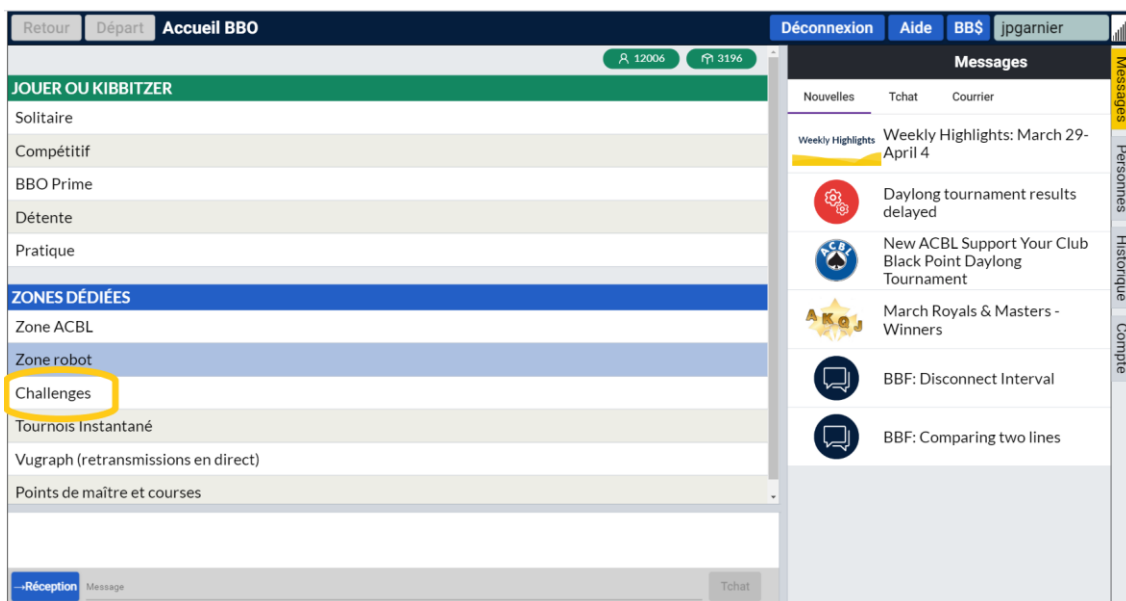 Retour Départ Accueil BBO Déconnexion Aide BB$ jpgarnier
12006 3196
JOUER OU KIBBITZER
Solitaire
Compétitif
BBO Prime
Détente
Pratique
ZONES DÉDIÉES
Zone ACBL
Zone robot
Challenges
Tournois Instantané
Vugraph (retransmissions en direct)
Points de maître et courses
→Réception Message Tchat
Messages
Nouvelles Tchat Courrier
Weekly Highlights
Weekly Highlights: March 29-
April 4
Daylong tournament results
delayed
ACBL
New ACBL Support Your Club
Black Point Daylong
Tournament
A K Q J
March Royals & Masters -
Winners
BBF: Disconnect Interval
BBF: Comparing two lines
Messages
Personnes
Historique
Compte